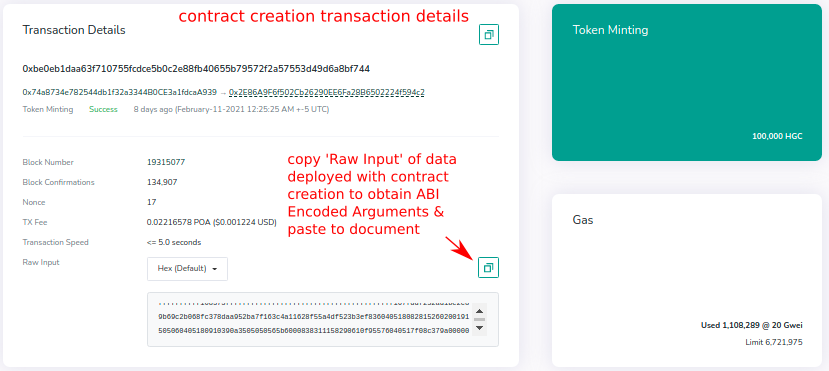 contract creation transaction details
Transaction Details
0xbe0eb1daa63f710755fcdce5b0c2e88fb40655b79572f2a57553d49d6a8bf744
0x74a8734e782544db1f32a3344B0CE3a1fdcaA939 → 0x2E86A9F6f502Cb26290EE6Fa28B6502224f594c2
Token Minting Success 8 days ago (February-11-2021 12:25:25 AM +-5 UTC)
Block Number 19315077
Block Confirmations 134,907
Nonce 17
TX Fee 0.02216578 POA ($0.001224 USD)
Transaction Speed <= 5.0 seconds
Raw Input Hex (Default)
copy 'Raw Input' of data
deployed with contract
creation to obtain ABI
Encoded Arguments &
paste to document
9b69c2b068fc378daa952ba7f163c4a11628f55a4df523b3ef836040518082815260200191
505060405180910390a3505050565b6000838311158290610f95576040517f08c379a00000
Token Minting
100,000 HGC
Gas
Used 1,108,289 @ 20 Gwei
Limit 6,721,975